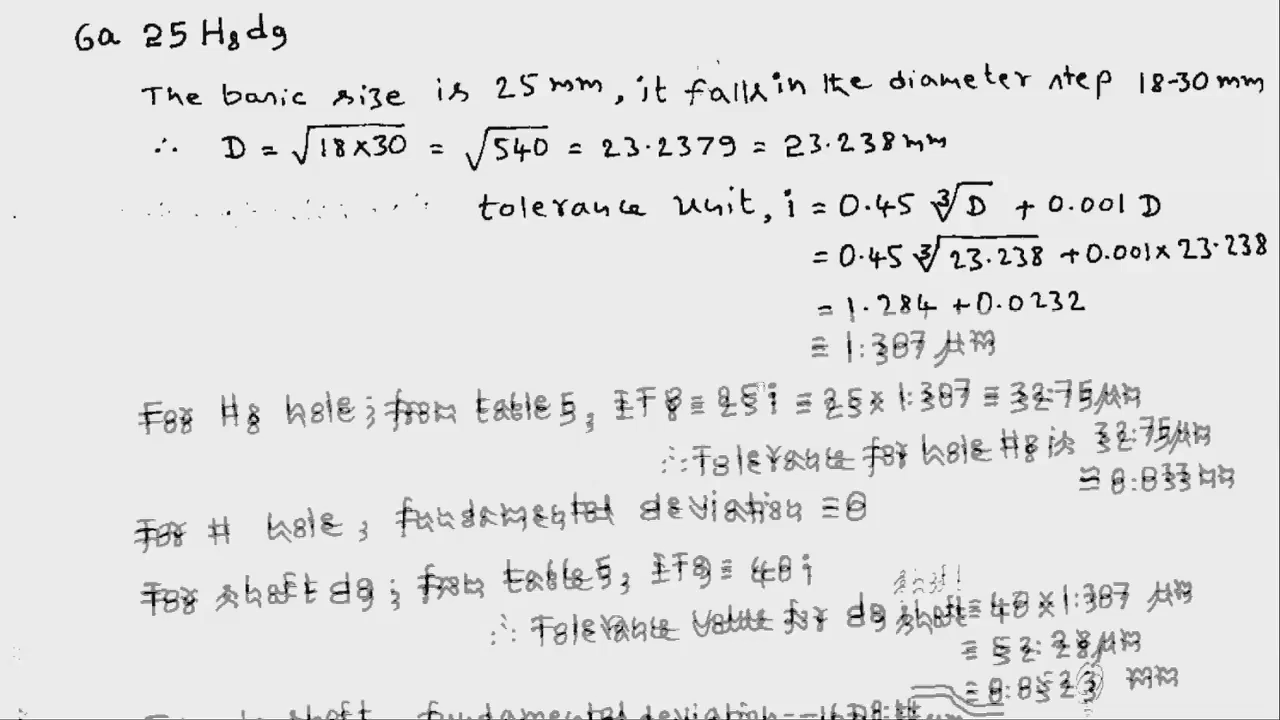 6a 25 H8d9
The basic size is 25 mm, it falls in the diameter step 18-30 mm
∴ D = √18×30 = √540 = 23.2379 = 23.238 mm
tolerance unit, i = 0.45 ∛D + 0.001 D
= 0.45 ∛23.238 + 0.001 × 23.238
= 1.284 + 0.0232
= 1.307 μm
For H8 hole; from table 5, IT8 = 25 i = 25 × 1.307 = 32.75 μm
∴ Tolerance for hole H8 is 32.75 μm
= 0.033 mm
For H hole, fundamental deviation = 0
For shaft d9; from table 5, IT9 = 40 i
∴ Tolerance value for d9 shaft = 40 × 1.307 μm
= 52.28 μm
= 0.0523 mm
shaft, fundamental deviation